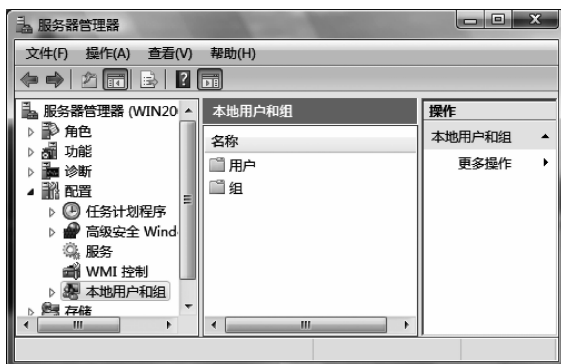 服务器管理器
文件(F) 操作(A) 查看(V) 帮助(H)
服务器管理器 (WIN20
角色
功能
诊断
配置
任务计划程序
高级安全 Wind
服务
WMI 控制
本地用户和组
存储
本地用户和组
名称
用户
组
操作
本地用户和组
更多操作